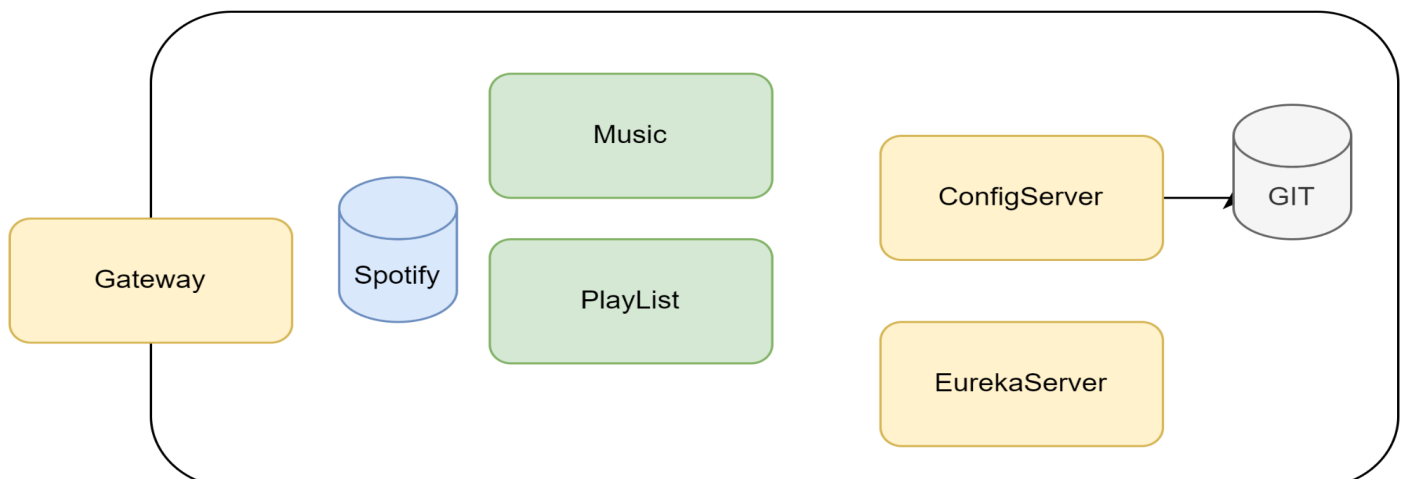 Music
ConfigServer
GIT
Gateway
Spotify
PlayList
EurekaServer